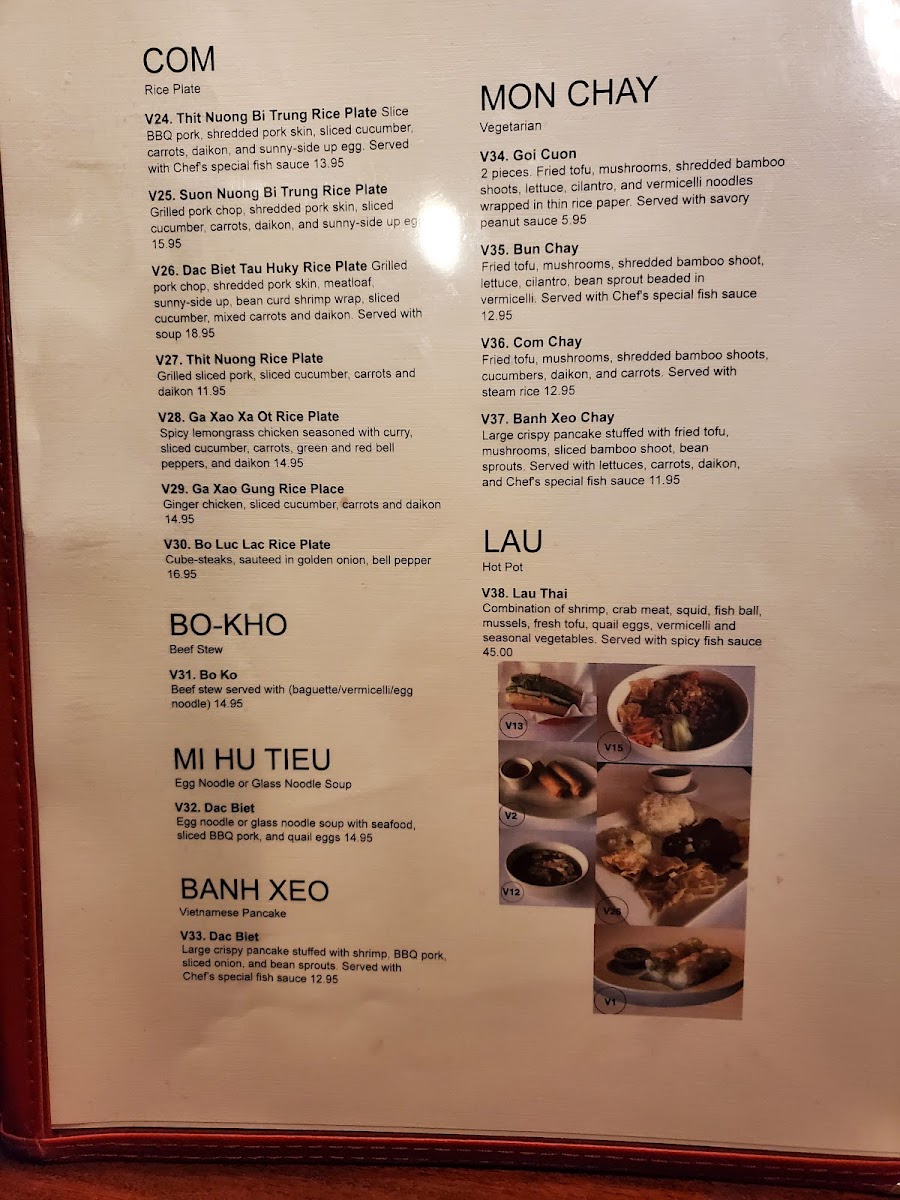 COM
Rice Plate
V24. Thit Nuong Bi Trung Rice Plate Slice
BBQ pork, shredded pork skin, sliced cucumber,
carrots, daikon, and sunny-side up egg. Served
with Chef's special fish sauce 13.95
V25. Suon Nuong Bi Trung Rice Plate
Grilled pork chop, shredded pork skin, sliced
cucumber, carrots, daikon, and sunny-side up egg
15.95
V26. Dac Biet Tau Huky Rice Plate Grilled
pork chop, shredded pork skin, meatloaf,
sunny-side up, bean curd shrimp wrap, sliced
cucumber, mixed carrots and daikon. Served with
soup 18.95
V27. Thit Nuong Rice Plate
Grilled sliced pork, sliced cucumber, carrots and
daikon 11.95
V28. Ga Xao Xa Ot Rice Plate
Spicy lemongrass chicken seasoned with curry,
sliced cucumber, carrots, green and red bell
peppers, and daikon 14.95
V29. Ga Xao Gung Rice Place
Ginger chicken, sliced cucumber, carrots and daikon
14.95
V30. Bo Luc Lac Rice Plate
Cube-steaks, sauteed in golden onion, bell pepper
16.95
BO-KHO
Beef Stew
V31. Bo Ko
Beef stew served with (baguette/vermicelli/egg
noodle) 14.95
MI HU TIEU
Egg Noodle or Glass Noodle Soup
V32. Dac Biet
Egg noodle or glass noodle soup with seafood,
sliced BBQ pork, and quail eggs 14.95
BANH XEO
Vietnamese Pancake
V33. Dac Biet
Large crispy pancake stuffed with shrimp, BBQ pork,
sliced onion, and bean sprouts. Served with
Chef's special fish sauce 12.95
MON CHAY
Vegetarian
V34. Goi Cuon
2 pieces. Fried tofu, mushrooms, shredded bamboo
shoots, lettuce, cilantro, and vermicelli noodles
wrapped in thin rice paper. Served with savory
peanut sauce 5.95
V35. Bun Chay
Fried tofu, mushrooms, shredded bamboo shoot,
lettuce, cilantro, bean sprout beaded in
vermicelli. Served with Chef's special fish sauce
12.95
V36. Com Chay
Fried tofu, mushrooms, shredded bamboo shoots,
cucumbers, daikon, and carrots. Served with
steam rice 12.95
V37. Banh Xeo Chay
Large crispy pancake stuffed with fried tofu,
mushrooms, sliced bamboo shoot, bean
sprouts. Served with lettuces, carrots, daikon,
and Chef's special fish sauce 11.95
LAU
Hot Pot
V38. Lau Thai
Combination of shrimp, crab meat, squid, fish ball,
mussels, fresh tofu, quail eggs, vermicelli and
seasonal vegetables. Served with spicy fish sauce
45.00
V13
V15
V2
V12
V1